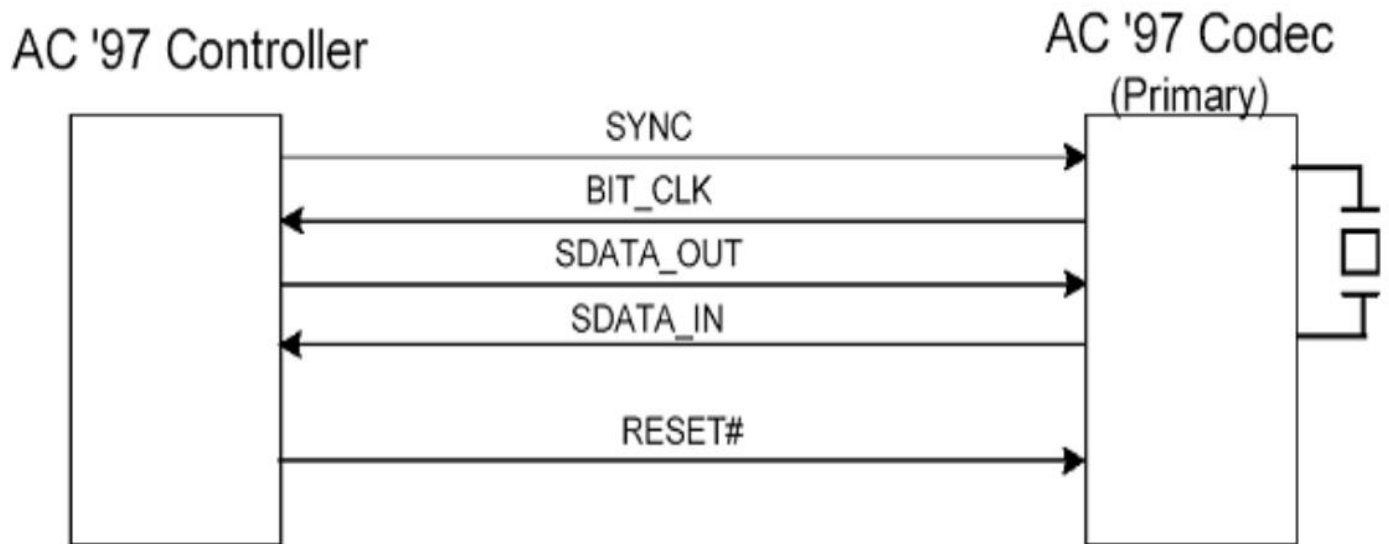 AC '97 Controller
AC '97 Codec
(Primary)
SYNC
BIT_CLK
SDATA_OUT
SDATA_IN
RESET#